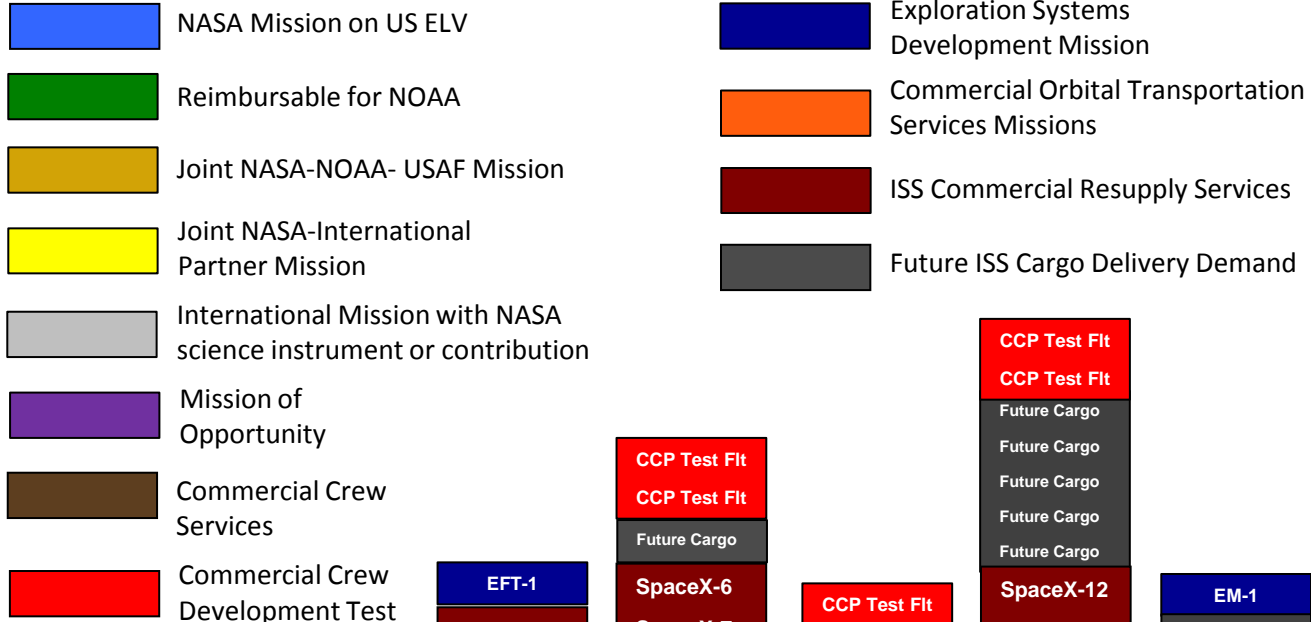 NASA Mission on US ELV
Reimbursable for NOAA
Joint NASA-NOAA- USAF Mission
Joint NASA-International
Partner Mission
International Mission with NASA
science instrument or contribution
Mission of
Opportunity
Commercial Crew
Services
Commercial Crew
Development Test
Exploration Systems
Development Mission
Commercial Orbital Transportation
Services Missions
ISS Commercial Resupply Services
Future ISS Cargo Delivery Demand
EFT-1
CCP Test Flt
CCP Test Flt
Future Cargo
SpaceX-6
CCP Test Flt
CCP Test Flt
CCP Test Flt
Future Cargo
Future Cargo
Future Cargo
Future Cargo
Future Cargo
SpaceX-12
EM-1